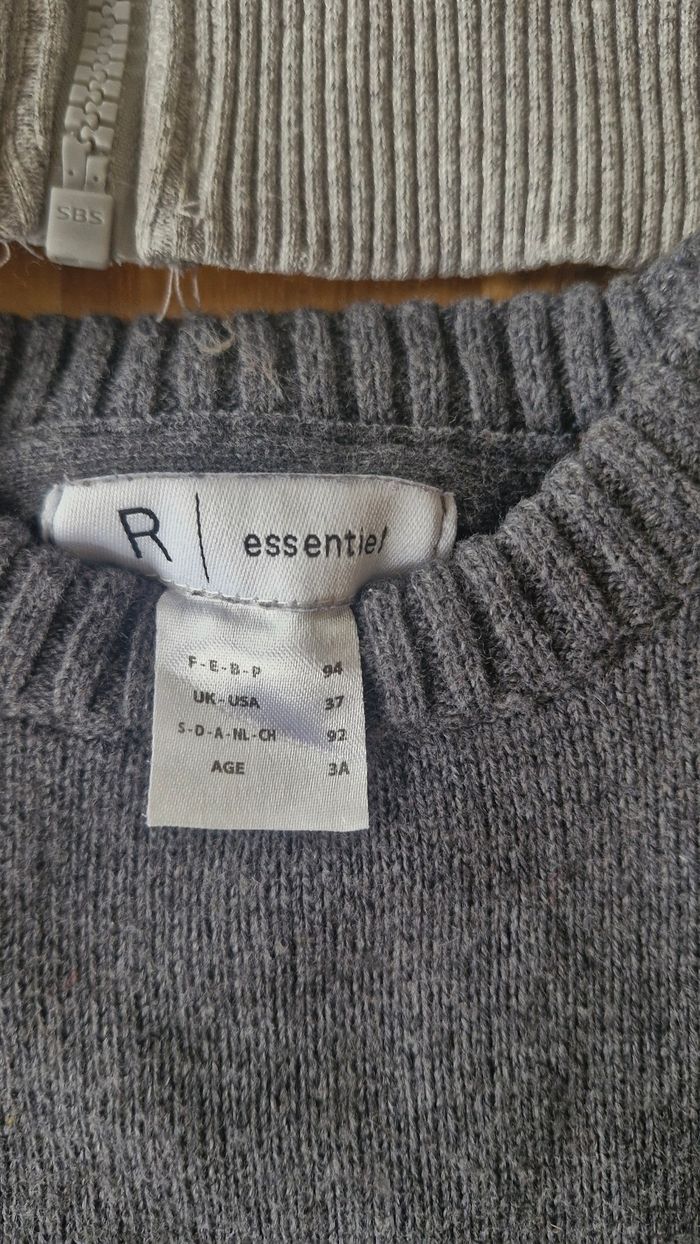 SBS
R | essentiel
F-E-B-P 94
UK-USA 37
S-D-A-NL-CH 92
AGE 3A